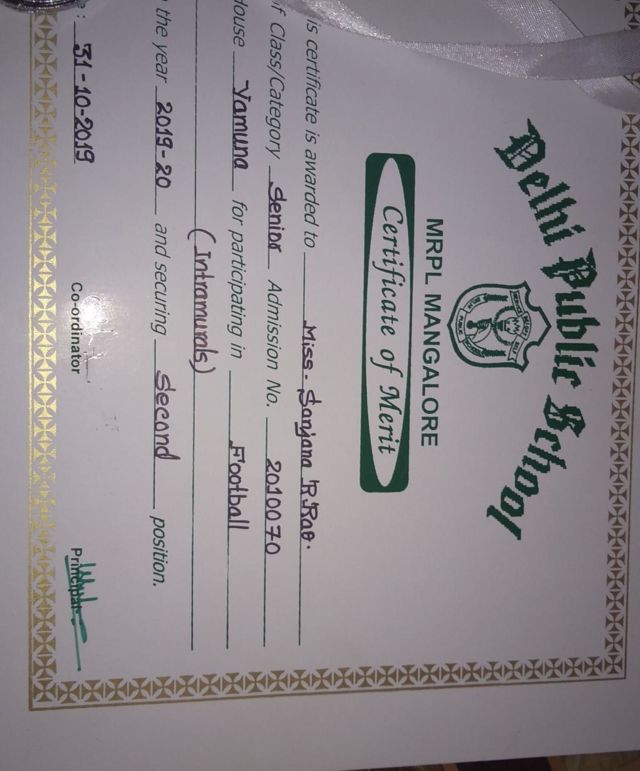 Delhi Public School
MRPL MANGALORE
Certificate of Merit
is certificate is awarded to Miss. Sanjana R Rao.
if Class/Category Senior Admission No. 2010070
House Yamuna for participating in Football
(Intramurals)
the year 2019-20 and securing Second position.
: 31-10-2019
Co-ordinator
Principal